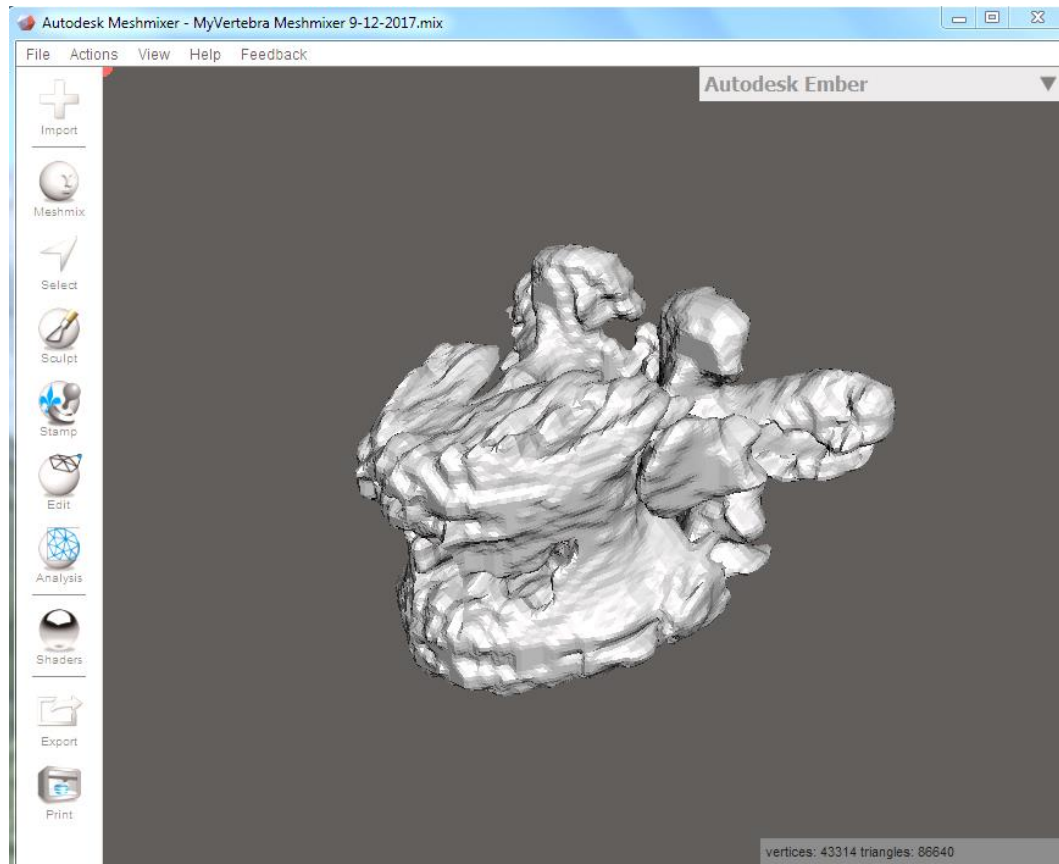 Autodesk Meshmixer - MyVertebra Meshmixer 9-12-2017.mix
File Actions View Help Feedback
Autodesk Ember
Import
Meshmix
Select
Sculpt
Stamp
Edit
Analysis
Shaders
Export
Print
vertices: 43314 triangles: 86640